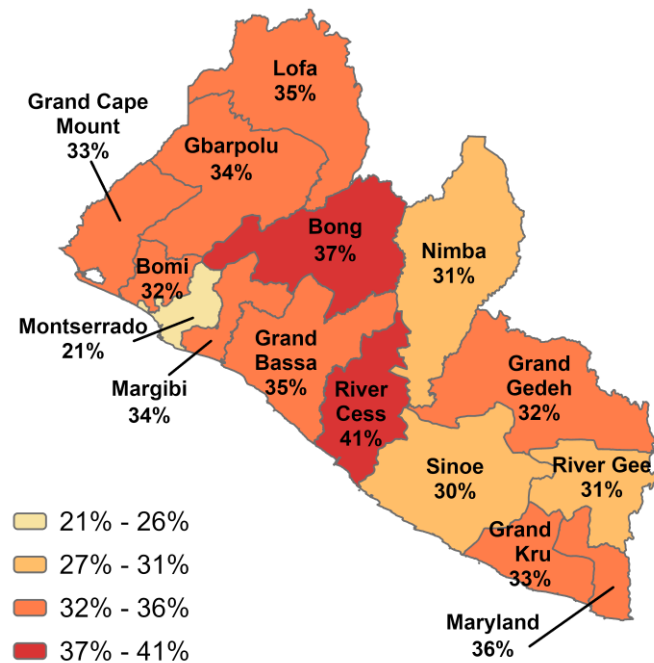 Lofa
35%
Grand Cape
Mount
33%
Gbarpolu
34%
Bong
37%
Nimba
31%
Bomi
32%
Montserrado
21%
Margibi
34%
Grand
Bassa
35%
River
Cess
41%
Grand
Gedeh
32%
Sinoe
30%
River Gee
31%
Grand
Kru
33%
Maryland
36%
21% - 26%
27% - 31%
32% - 36%
37% - 41%